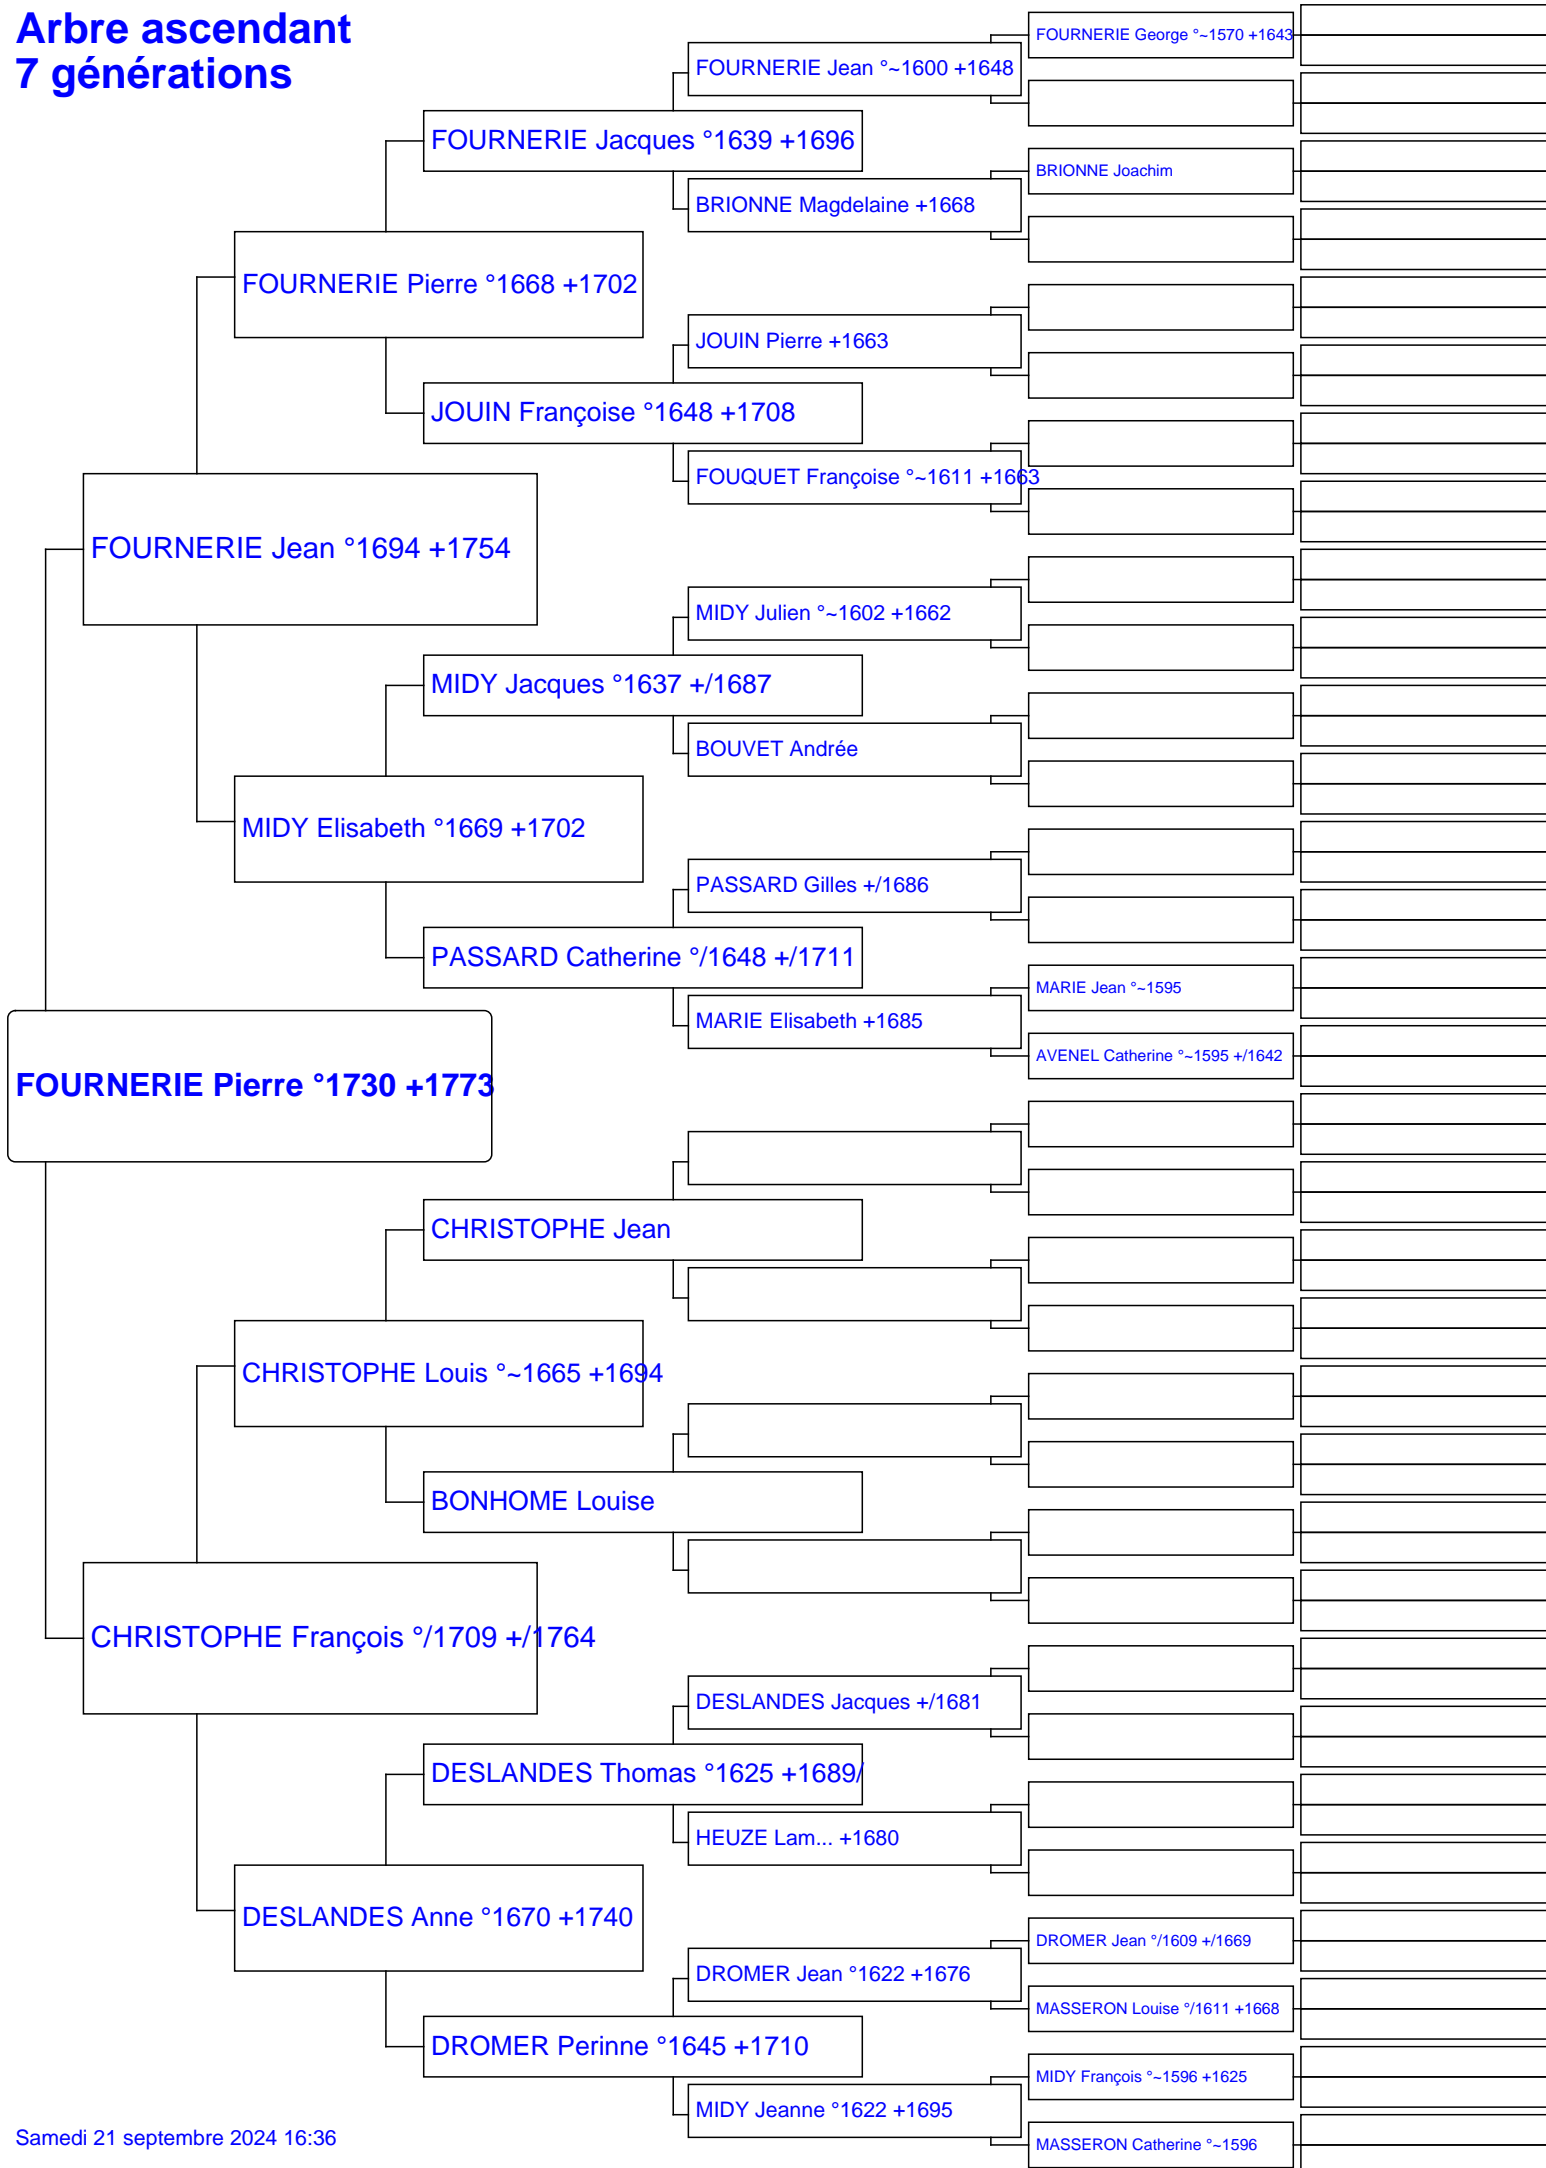 Arbre ascendant
7 générations
FOURNERIE George °~1570 +1643
FOURNERIE Jean °~1600 +1648
FOURNERIE Jacques °1639 +1696
BRIONNE Joachim
BRIONNE Magdelaine +1668
FOURNERIE Pierre °1668 +1702
JOUIN Pierre +1663
JOUIN Françoise °1648 +1708
FOUQUET Françoise °~1611 +1663
FOURNERIE Jean °1694 +1754
MIDY Julien °~1602 +1662
MIDY Jacques °1637 +/1687
BOUVET Andrée
MIDY Elisabeth °1669 +1702
PASSARD Gilles +/1686
PASSARD Catherine °/1648 +/1711
MARIE Jean °~1595
MARIE Elisabeth +1685
AVENEL Catherine °~1595 +/1642
FOURNERIE Pierre °1730 +1773
CHRISTOPHE Jean
CHRISTOPHE Louis °~1665 +1694
BONHOME Louise
CHRISTOPHE François °/1709 +/1764
DESLANDES Jacques +/1681
DESLANDES Thomas °1625 +1689/
HEUZE Lam... +1680
DESLANDES Anne °1670 +1740
DROMER Jean °/1609 +/1669
DROMER Jean °1622 +1676
MASSERON Louise °/1611 +1668
DROMER Perinne °1645 +1710
MIDY François °~1596 +1625
MIDY Jeanne °1622 +1695
MASSERON Catherine °~1596
Samedi 21 septembre 2024 16:36